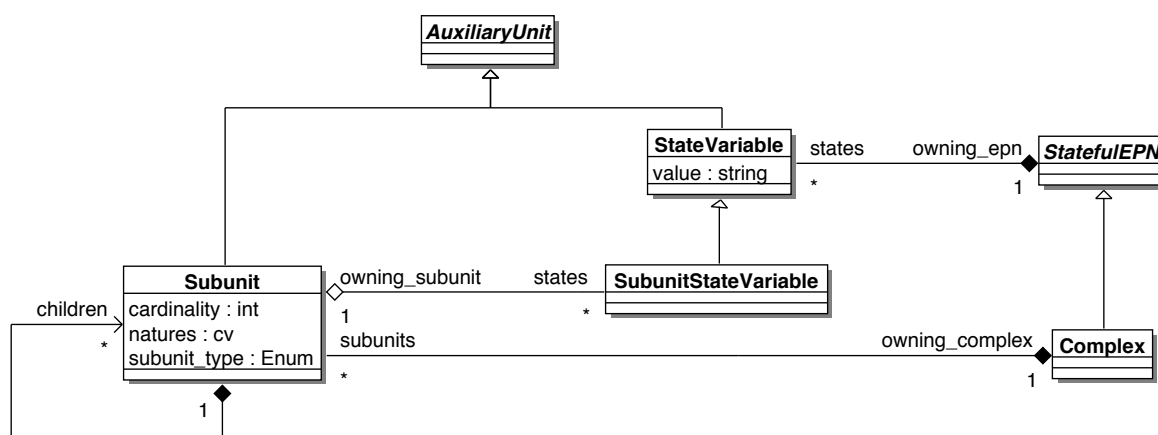 AuxiliaryUnit
StateVariable
value : string
states
owning_epn
*
1
StatefulEPN
Subunit
cardinality : int
natures : cv
subunit_type : Enum
children
*
1
owning_subunit
states
1
*
SubunitStateVariable
subunits
owning_complex
*
1
Complex